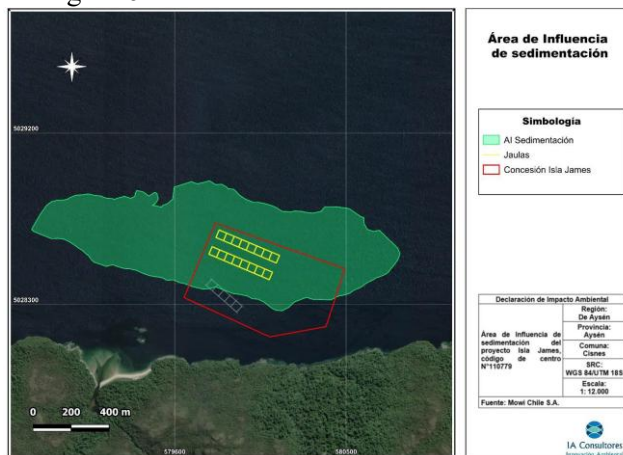 Área de Influencia
de sedimentación
Simbología
AI Sedimentación
Jaulas
Concesión Isla James
5029200
5028300
0 200 400 m
579600
580500
Declaración de Impacto Ambiental
Área de Influencia de
sedimentación del
proyecto Isla James,
código de centro
N°110779
Región:
De Aysén
Provincia:
Aysén
Comuna:
Cisnes
SRC:
WGS 84/UTM 18S
Escala:
1: 12.000
Fuente: Mowi Chile S.A.
IA Consultores
Innovación Ambiental